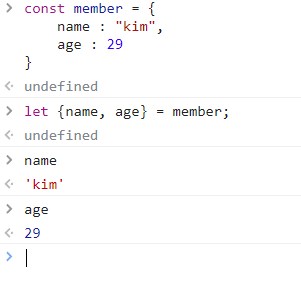 const member = {
    name : "kim",
    age : 29
}
undefined
let {name, age} = member;
undefined
name
'kim'
age
29